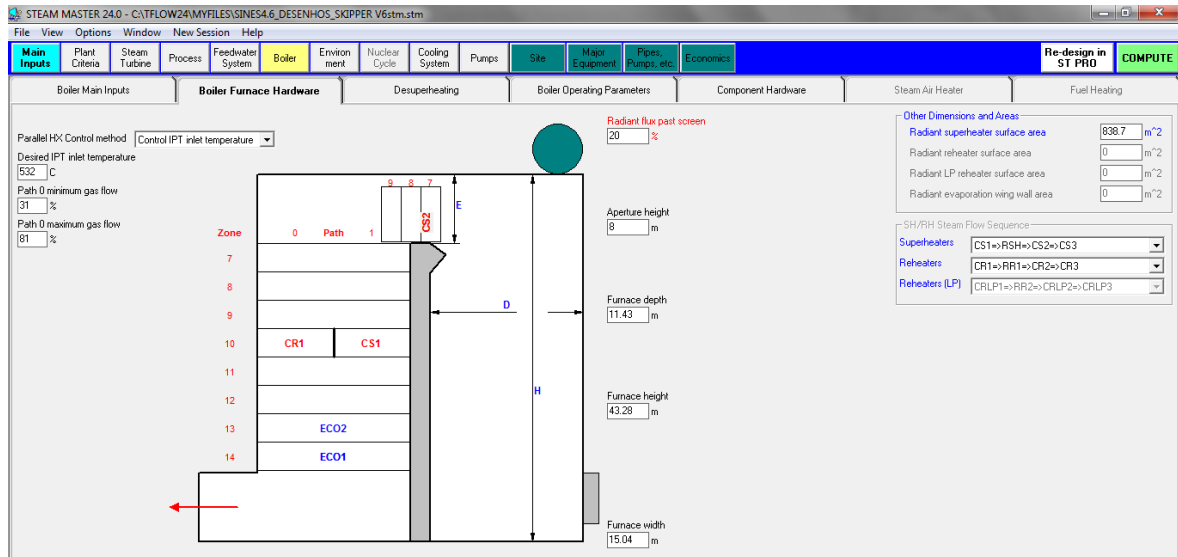 STEAM MASTER 24.0 - C:\TFLOW24\MYFILES\SINES4.6_DESENHOS_SKIPPER V6stm.stm
File View Options Window New Session Help
Main Inputs Plant Criteria Steam Turbine Process Feedwater System Boiler Environ ment Nuclear Cycle Cooling System Pumps Site Major Equipment Pipes, Pumps, etc. Economics Re-design in ST PRO COMPUTE
Boiler Main Inputs Boiler Furnace Hardware Desuperheating Boiler Operating Parameters Component Hardware Steam Air Heater Fuel Heating
Parallel HX Control method Control IPT inlet temperature
Desired IPT inlet temperature
532 C
Path 0 minimum gas flow
31 %
Path 0 maximum gas flow
81 %
Zone 0 Path 1
9 8 7
CS2
E
7
8
9
D
10 CR1 CS1
11
H
12
13 ECO2
14 ECO1
Radiant flux past screen
20 %
Aperture height
8 m
Furnace depth
11.43 m
Furnace height
43.28 m
Furnace width
15.04 m
Other Dimensions and Areas
Radiant superheater surface area 838.7 m^2
Radiant reheater surface area 0 m^2
Radiant LP reheater surface area 0 m^2
Radiant evaporation wing wall area 0 m^2
SH/RH Steam Flow Sequence
Superheaters CS1=>RSH=>CS2=>CS3
Reheaters CR1=>RR1=>CR2=>CR3
Reheaters (LP) CRLP1=>RR2=>CRLP2=>CRLP3